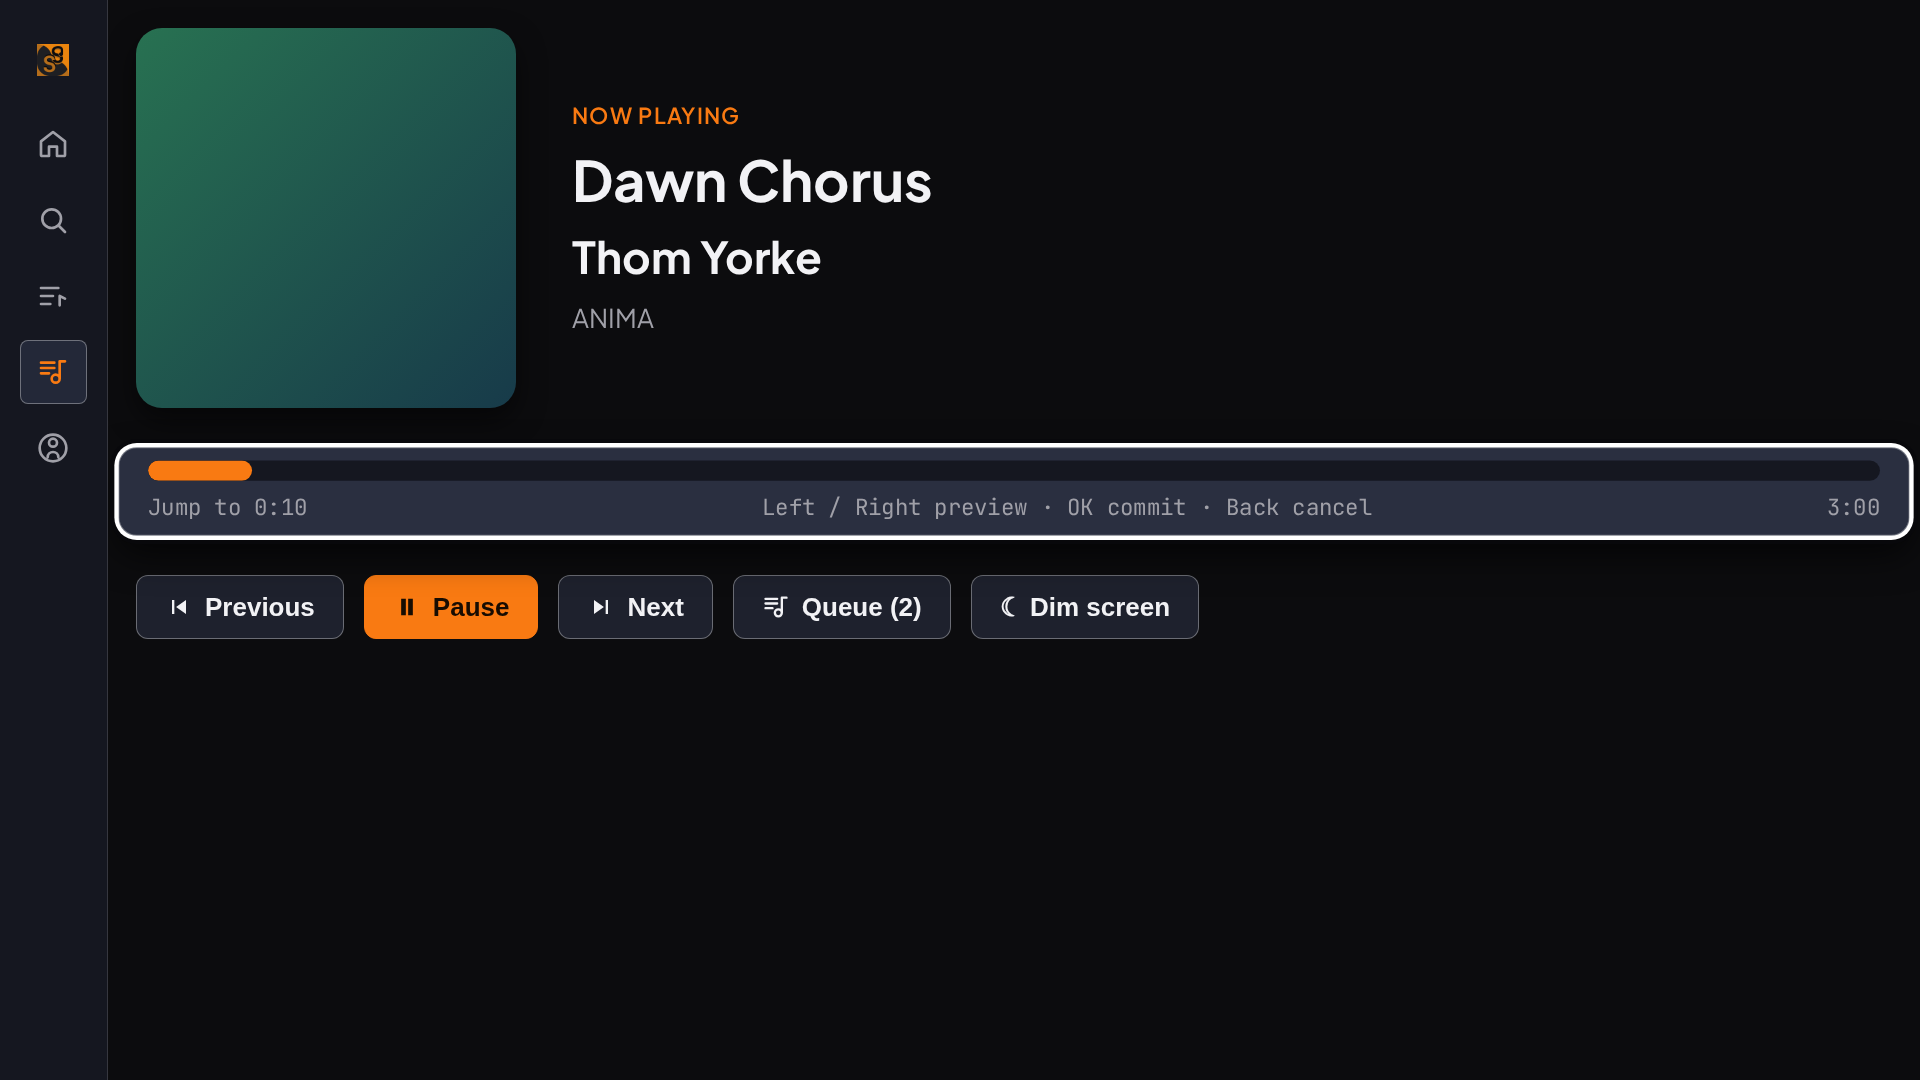 S8
NOW PLAYING
Dawn Chorus
Thom Yorke
ANIMA
Jump to 0:10 Left / Right preview · OK commit · Back cancel 3:00
Previous Pause Next Queue (2) Dim screen